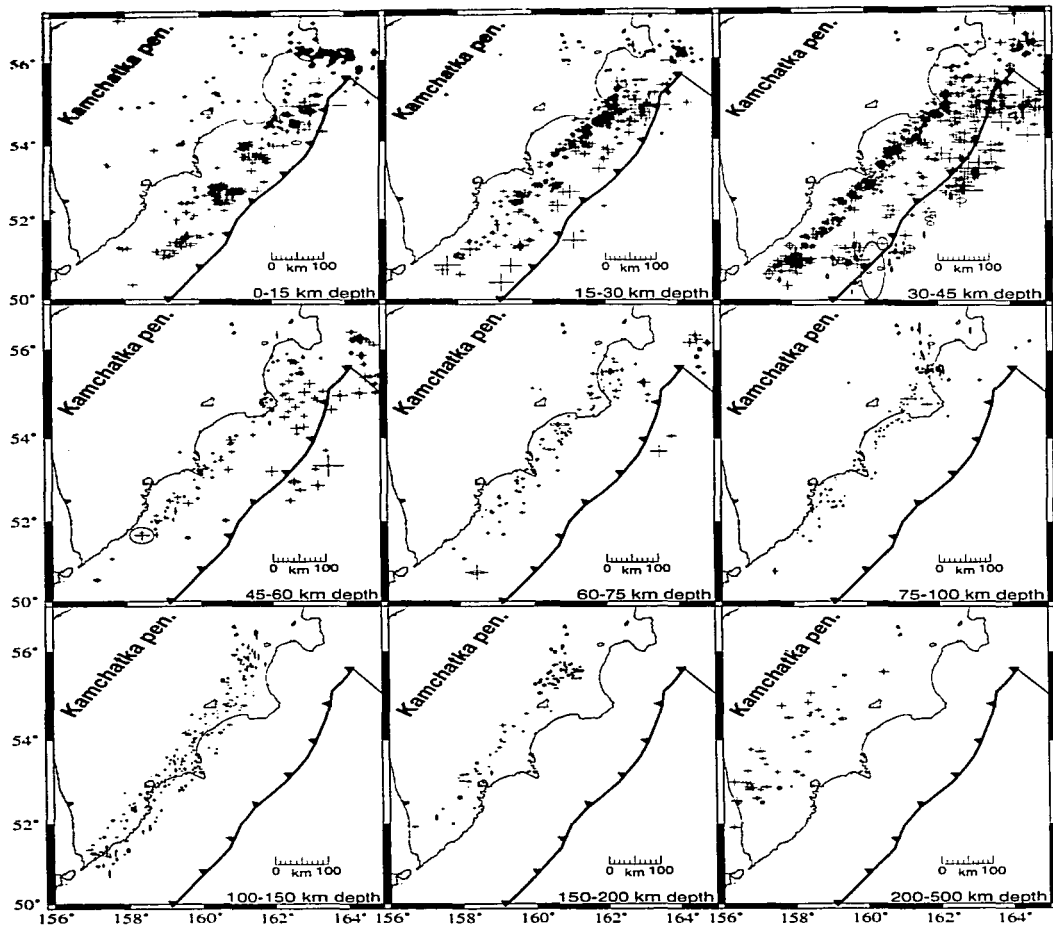 Kamchatka pen.
Kamchatka pen.
Kamchatka pen.
56°
54°
52°
50°
0 km 100
0-15 km depth
0 km 100
15-30 km depth
0 km 100
30-45 km depth
Kamchatka pen.
Kamchatka pen.
Kamchatka pen.
56°
54°
52°
50°
0 km 100
45-60 km depth
0 km 100
60-75 km depth
0 km 100
75-100 km depth
Kamchatka pen.
Kamchatka pen.
Kamchatka pen.
56°
54°
52°
50°
0 km 100
100-150 km depth
0 km 100
150-200 km depth
0 km 100
200-500 km depth
156° 158° 160° 162° 164° 156° 158° 160° 162° 164° 156° 158° 160° 162° 164°